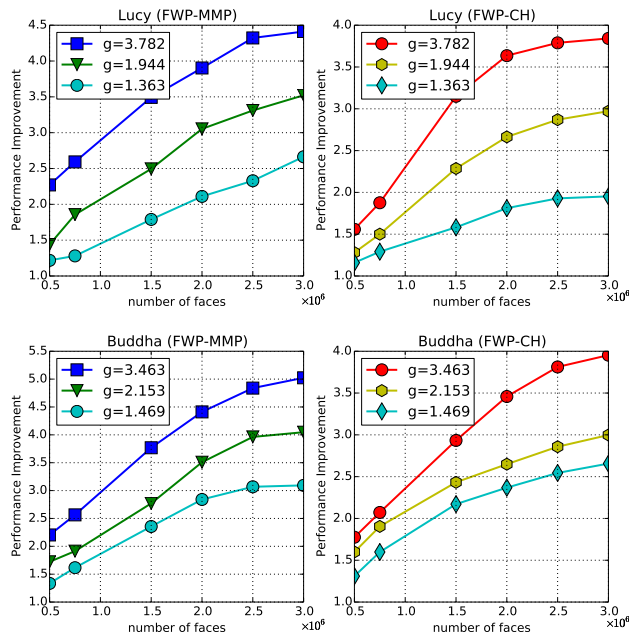 Lucy (FWP-MMP)
4.5
4.0
3.5
3.0
2.5
2.0
1.5
1.0
Performance Improvement
g=3.782
g=1.944
g=1.363
0.5 1.0 1.5 2.0 2.5 3.0
number of faces ×10⁶
Lucy (FWP-CH)
4.0
3.5
3.0
2.5
2.0
1.5
1.0
Performance Improvement
g=3.782
g=1.944
g=1.363
0.5 1.0 1.5 2.0 2.5 3.0
number of faces ×10⁶
Buddha (FWP-MMP)
5.5
5.0
4.5
4.0
3.5
3.0
2.5
2.0
1.5
1.0
Performance Improvement
g=3.463
g=2.153
g=1.469
0.5 1.0 1.5 2.0 2.5 3.0
number of faces ×10⁶
Buddha (FWP-CH)
4.0
3.5
3.0
2.5
2.0
1.5
1.0
Performance Improvement
g=3.463
g=2.153
g=1.469
0.5 1.0 1.5 2.0 2.5 3.0
number of faces ×10⁶